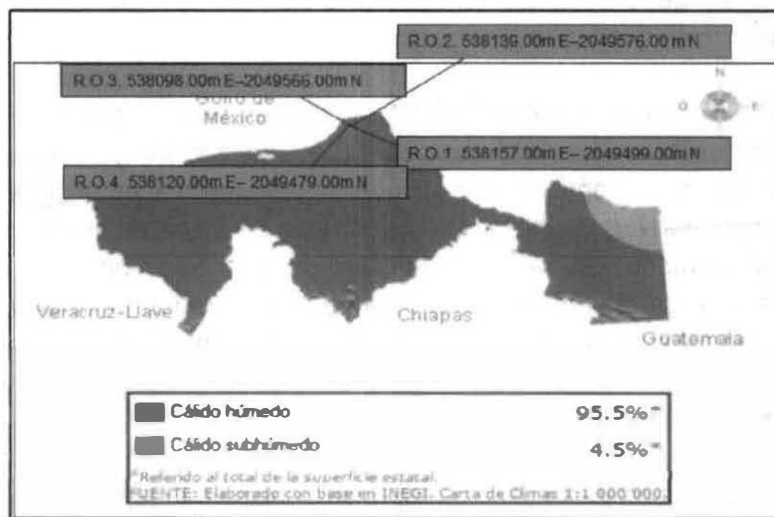 R.O.2. 538139.00m E–2049576.00 m N
R.O 3. 538098.00m E–2049566.00m N
N
O E
Golfo de
México
R.O.1. 538157.00m E– 2049499.00m N
R.O.4. 538120.00m E– 2049479.00m N
Veracruz-Llave
Chiapas
Guatemala
Cálido húmedo 95.5%*
Cálido subhúmedo 4.5%*
*Referido al total de la superficie estatal.
FUENTE: Elaborado con base en INEGI. Carta de Climas 1:1 000 000.